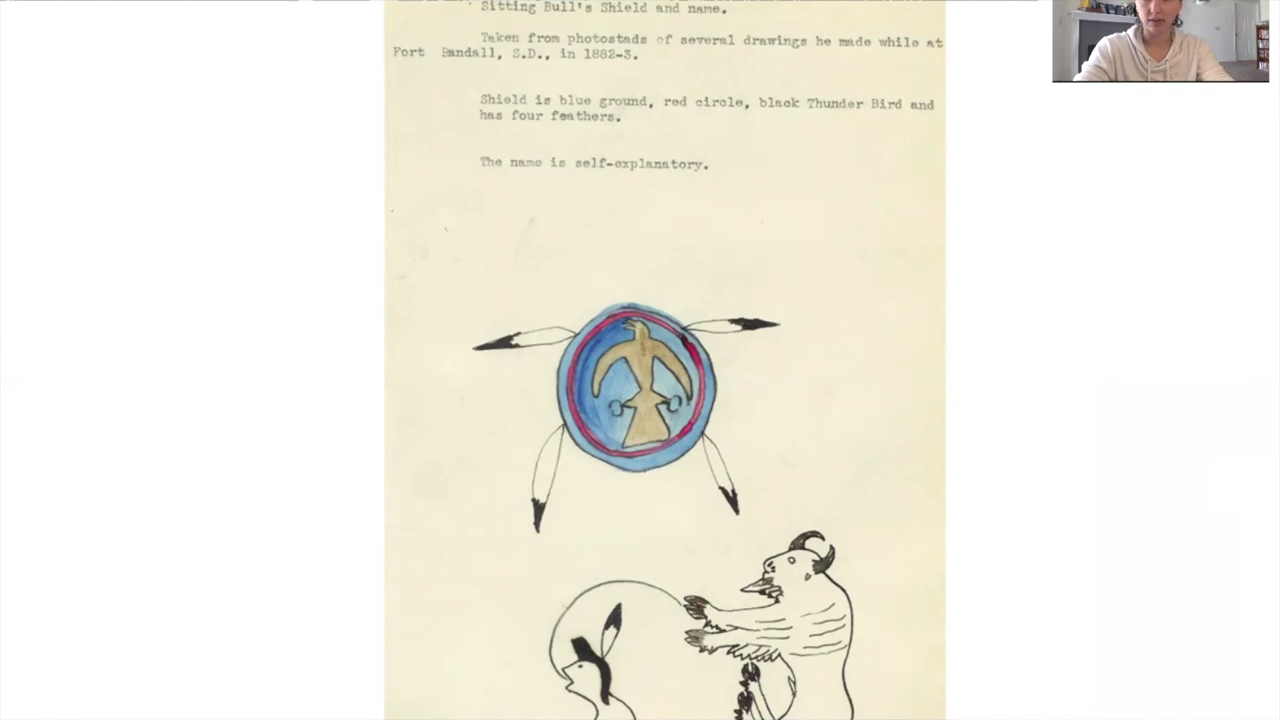 Sitting Bull's Shield and name.
Taken from photostads of several drawings he made while at
Fort Randall, S.D., in 1882-3.
Shield is blue ground, red circle, black Thunder Bird and
has four feathers.
The name is self-explanatory.